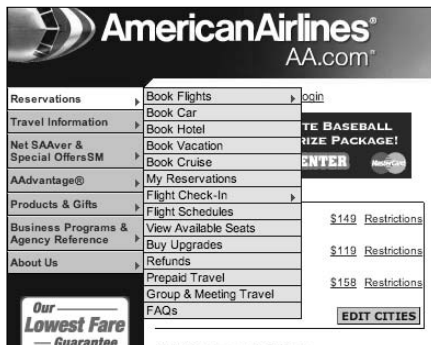 AmericanAirlines®
AA.com
Reservations
Travel Information
Net SAAver &
Special OffersSM
AAdvantage®
Products & Gifts
Business Programs &
Agency Reference
About Us
Book Flights
Book Car
Book Hotel
Book Vacation
Book Cruise
My Reservations
Flight Check-In
Flight Schedules
View Available Seats
Buy Upgrades
Refunds
Prepaid Travel
Group & Meeting Travel
FAQs
ogin
TE BASEBALL
RIZE PACKAGE!
ENTER MasterCard
$149 Restrictions
$119 Restrictions
$158 Restrictions
EDIT CITIES
Our
Lowest Fare
Guarantee